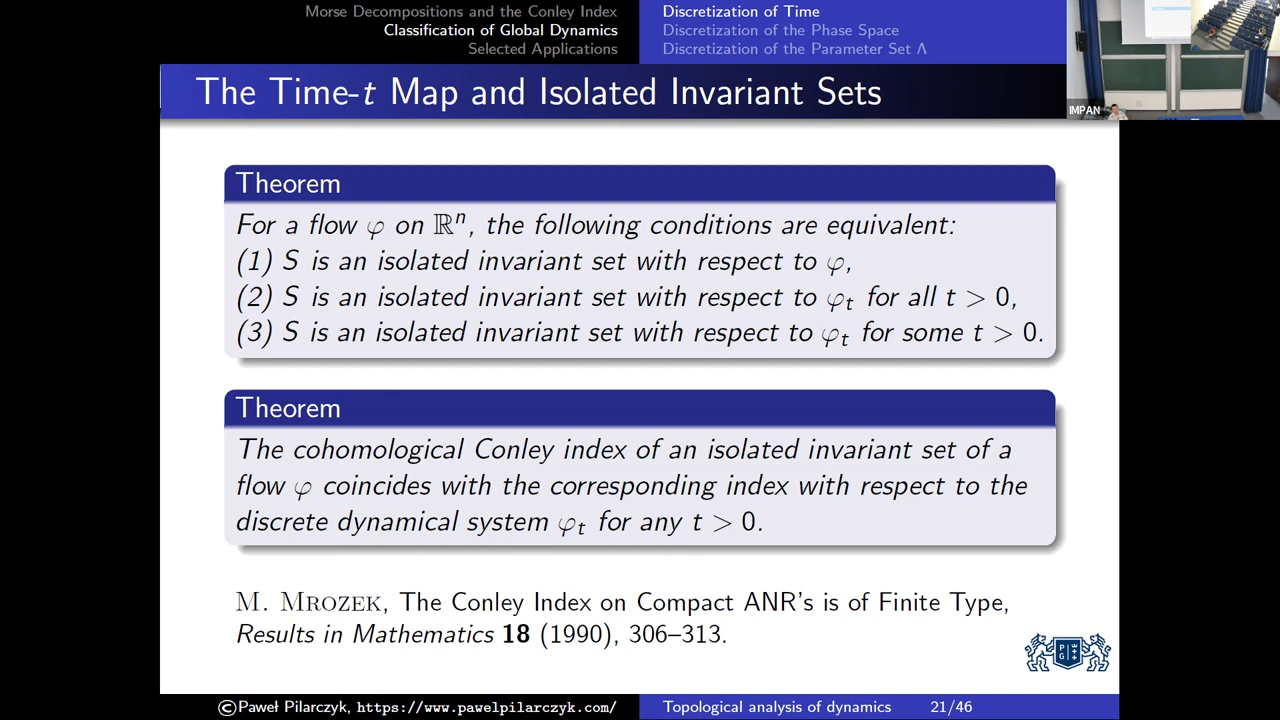 Morse Decompositions and the Conley Index
Classification of Global Dynamics
Selected Applications
Discretization of Time
Discretization of the Phase Space
Discretization of the Parameter Set Λ
IMPAN
The Time-t Map and Isolated Invariant Sets
Theorem
For a flow φ on ℝⁿ, the following conditions are equivalent:
(1) S is an isolated invariant set with respect to φ,
(2) S is an isolated invariant set with respect to φₜ for all t > 0,
(3) S is an isolated invariant set with respect to φₜ for some t > 0.
Theorem
The cohomological Conley index of an isolated invariant set of a
flow φ coincides with the corresponding index with respect to the
discrete dynamical system φₜ for any t > 0.
M. Mrozek, The Conley Index on Compact ANR's is of Finite Type,
Results in Mathematics 18 (1990), 306–313.
P G
©Paweł Pilarczyk, https://www.pawelpilarczyk.com/
Topological analysis of dynamics
21/46